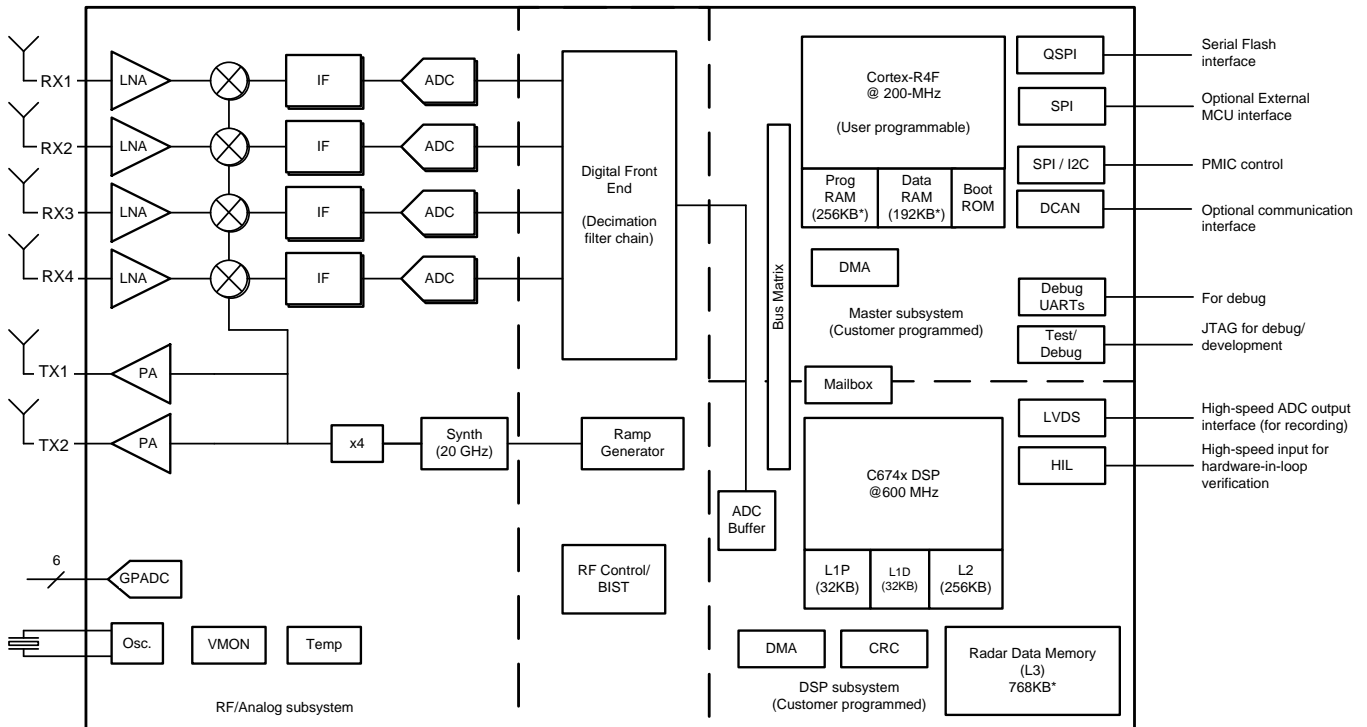 RX1
LNA
IF
ADC
RX2
LNA
IF
ADC
RX3
LNA
IF
ADC
RX4
LNA
IF
ADC
TX1
PA
TX2
PA
x4
Synth
(20 GHz)
6
GPADC
Osc.
VMON
Temp
RF/Analog subsystem
Digital Front
End
(Decimation
filter chain)
Ramp
Generator
RF Control/
BIST
ADC
Buffer
Bus Matrix
Cortex-R4F
@ 200-MHz
(User programmable)
Prog
RAM
(256KB*)
Data
RAM
(192KB*)
Boot
ROM
DMA
Master subsystem
(Customer programmed)
Mailbox
QSPI
Serial Flash
interface
SPI
Optional External
MCU interface
SPI / I2C
PMIC control
DCAN
Optional communication
interface
Debug
UARTs
For debug
Test/
Debug
JTAG for debug/
development
LVDS
High-speed ADC output
interface (for recording)
HIL
High-speed input for
hardware-in-loop
verification
C674x DSP
@600 MHz
L1P
(32KB)
L1D
(32KB)
L2
(256KB)
DMA
CRC
Radar Data Memory
(L3)
768KB*
DSP subsystem
(Customer programmed)